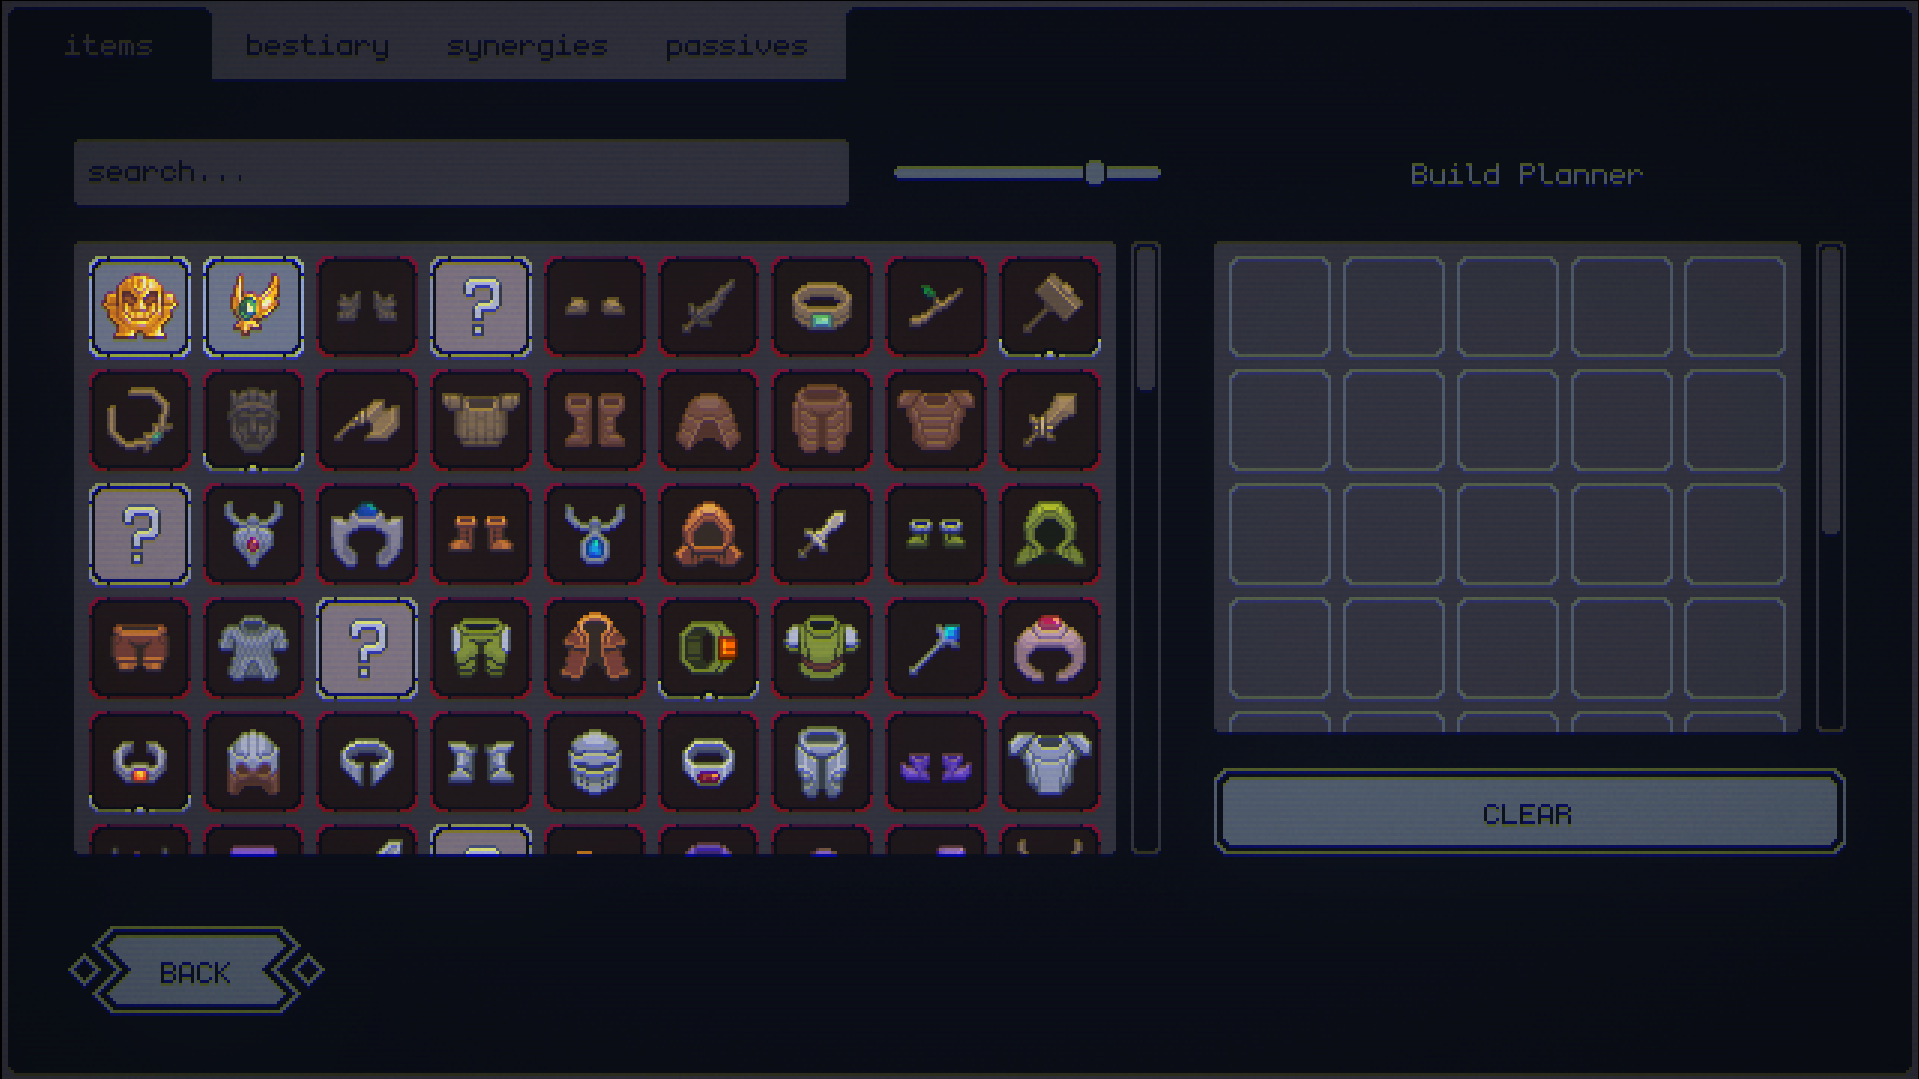 items bestiary synergies passives
search...
Build Planner
?
?
?
CLEAR
BACK